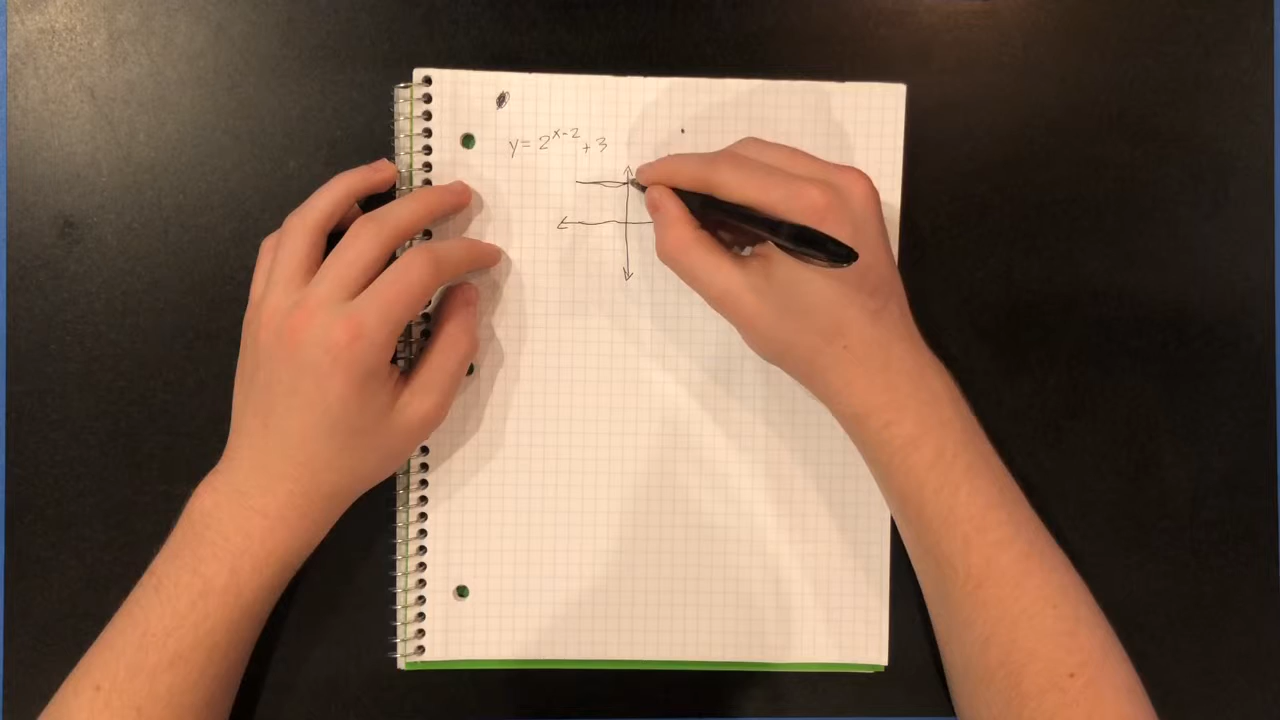 y = 2^{x-2} + 3